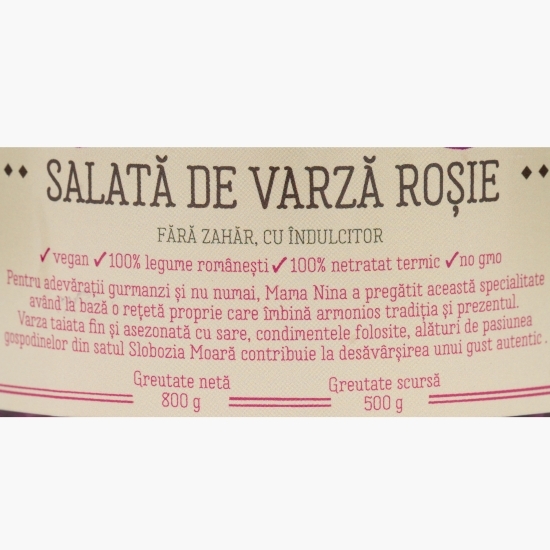 SALATĂ DE VARZĂ ROȘIE
FĂRĂ ZAHĂR, CU ÎNDULCITOR
✓vegan ✓100% legume românești ✓100% netratat termic ✓no gmo
Pentru adevărații gurmanzi și nu numai, Mama Nina a pregătit această specialitate
având la bază o rețetă proprie care îmbină armonios tradiția și prezentul.
Varza taiata fin și asezonată cu sare, condimentele folosite, alături de pasiunea
gospodinelor din satul Slobozia Moară contribuie la desăvârșirea unui gust autentic .
Greutate netă
800 g
Greutate scursă
500 g